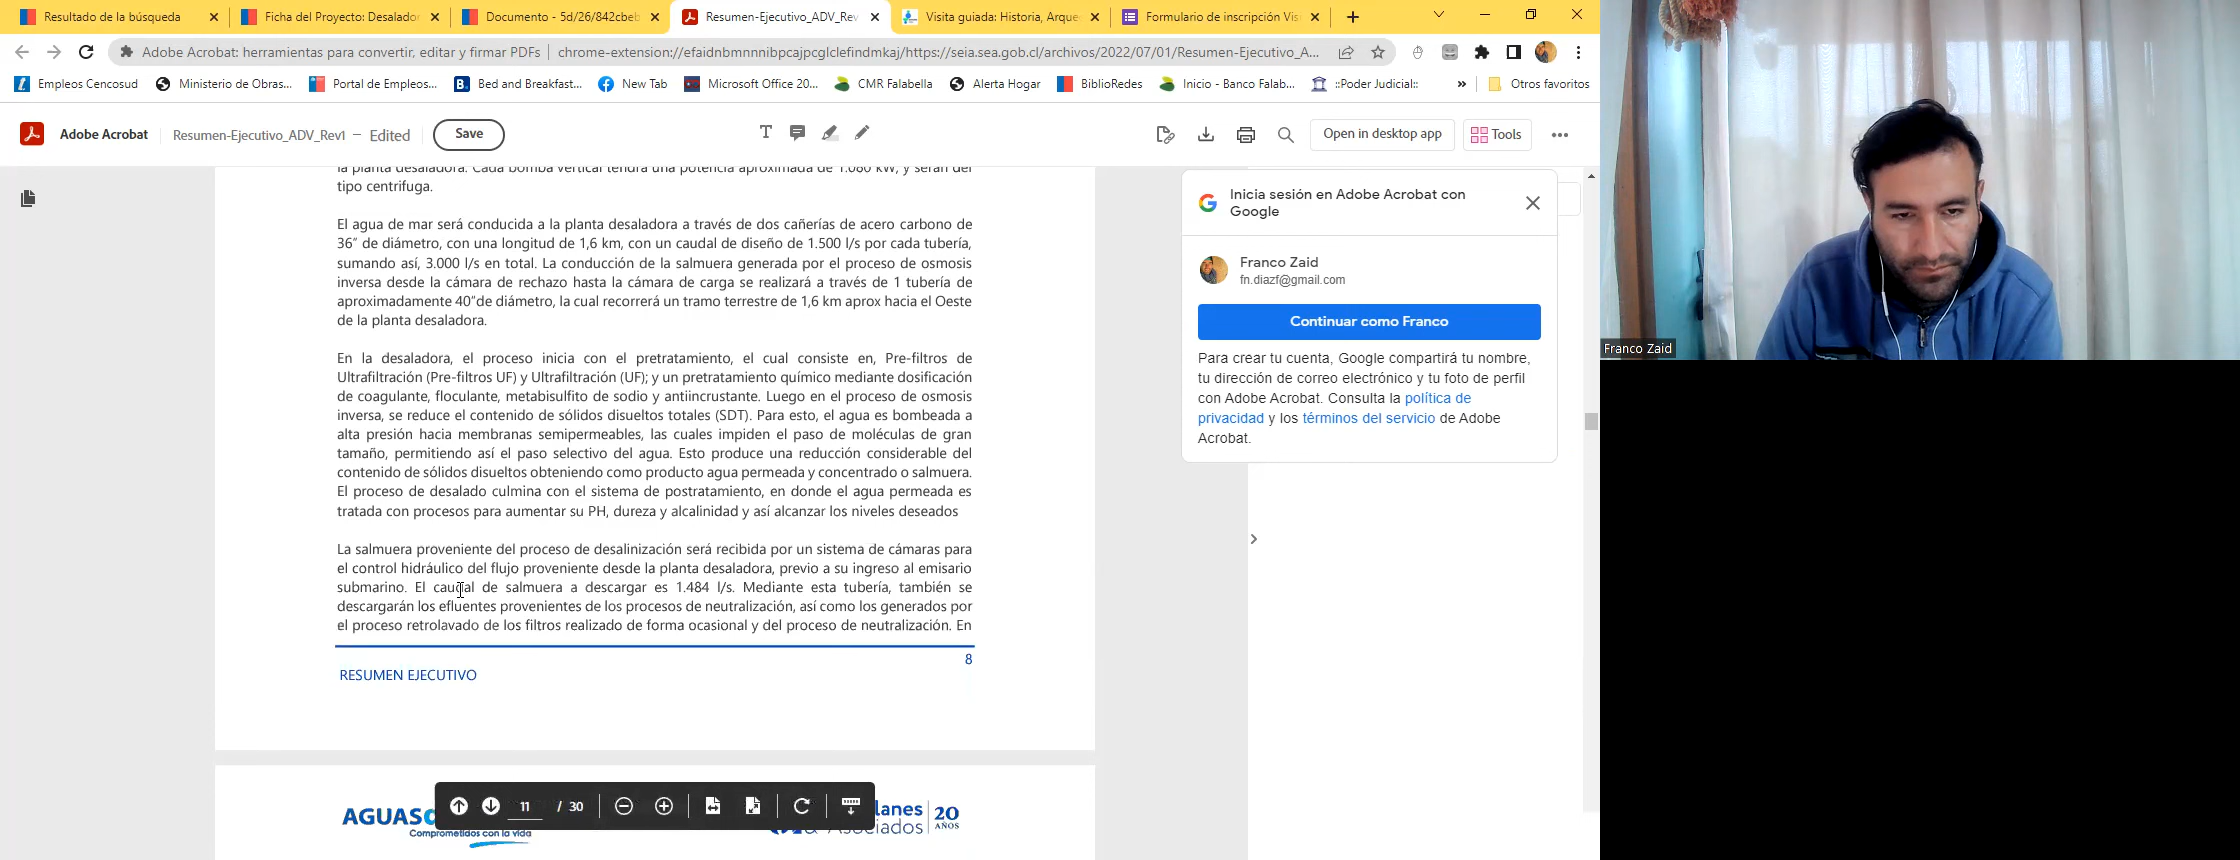 Resultado de la búsqueda
Ficha del Proyecto: Desalador
Documento - 5d/26/842cbeb
Resumen-Ejecutivo_ADV_Rev
Visita guiada: Historia, Arque
Formulario de inscripción Vis
Adobe Acrobat: herramientas para convertir, editar y firmar PDFs
chrome-extension://efaidnbmnnnibpcajpcglclefindmkaj/https://seia.sea.gob.cl/archivos/2022/07/01/Resumen-Ejecutivo_A...
Empleos Cencosud
Ministerio de Obras...
Portal de Empleos...
Bed and Breakfast...
New Tab
Microsoft Office 20...
CMR Falabella
Alerta Hogar
BiblioRedes
Inicio - Banco Falab...
::Poder Judicial::
»
Otros favoritos
Adobe Acrobat
Resumen-Ejecutivo_ADV_Rev1 — Edited
Save
Open in desktop app
Tools
la planta desaladora. Cada bomba vertical tendrá una potencia aproximada de 1.080 kW, y serán del
tipo centrifuga.
El agua de mar será conducida a la planta desaladora a través de dos cañerías de acero carbono de
36” de diámetro, con una longitud de 1,6 km, con un caudal de diseño de 1.500 l/s por cada tubería,
sumando así, 3.000 l/s en total. La conducción de la salmuera generada por el proceso de osmosis
inversa desde la cámara de rechazo hasta la cámara de carga se realizará a través de 1 tubería de
aproximadamente 40”de diámetro, la cual recorrerá un tramo terrestre de 1,6 km aprox hacia el Oeste
de la planta desaladora.
En la desaladora, el proceso inicia con el pretratamiento, el cual consiste en, Pre-filtros de
Ultrafiltración (Pre-filtros UF) y Ultrafiltración (UF); y un pretratamiento químico mediante dosificación
de coagulante, floculante, metabisulfito de sodio y antiincrustante. Luego en el proceso de osmosis
inversa, se reduce el contenido de sólidos disueltos totales (SDT). Para esto, el agua es bombeada a
alta presión hacia membranas semipermeables, las cuales impiden el paso de moléculas de gran
tamaño, permitiendo así el paso selectivo del agua. Esto produce una reducción considerable del
contenido de sólidos disueltos obteniendo como producto agua permeada y concentrado o salmuera.
El proceso de desalado culmina con el sistema de postratamiento, en donde el agua permeada es
tratada con procesos para aumentar su PH, dureza y alcalinidad y así alcanzar los niveles deseados
La salmuera proveniente del proceso de desalinización será recibida por un sistema de cámaras para
el control hidráulico del flujo proveniente desde la planta desaladora, previo a su ingreso al emisario
submarino. El caudal de salmuera a descargar es 1.484 l/s. Mediante esta tubería, también se
descargarán los efluentes provenientes de los procesos de neutralización, así como los generados por
el proceso retrolavado de los filtros realizado de forma ocasional y del proceso de neutralización. En
8
RESUMEN EJECUTIVO
AGUAS
Comprometidos con la vida
lanes
& Asociados
20
AÑOS
11 / 30
Inicia sesión en Adobe Acrobat con
Google
Franco Zaid
fn.diazf@gmail.com
Continuar como Franco
Para crear tu cuenta, Google compartirá tu nombre,
tu dirección de correo electrónico y tu foto de perfil
con Adobe Acrobat. Consulta la política de
privacidad y los términos del servicio de Adobe
Acrobat.
Franco Zaid